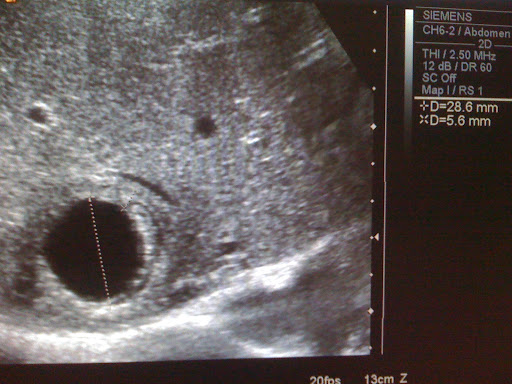 SIEMENS
CH6-2 / Abdomen
2D
THI / 2.50 MHz
12 dB / DR 60
SC Off
Map I / RS 1
D=28.6 mm
D=5.6 mm
20fps 13cm Z